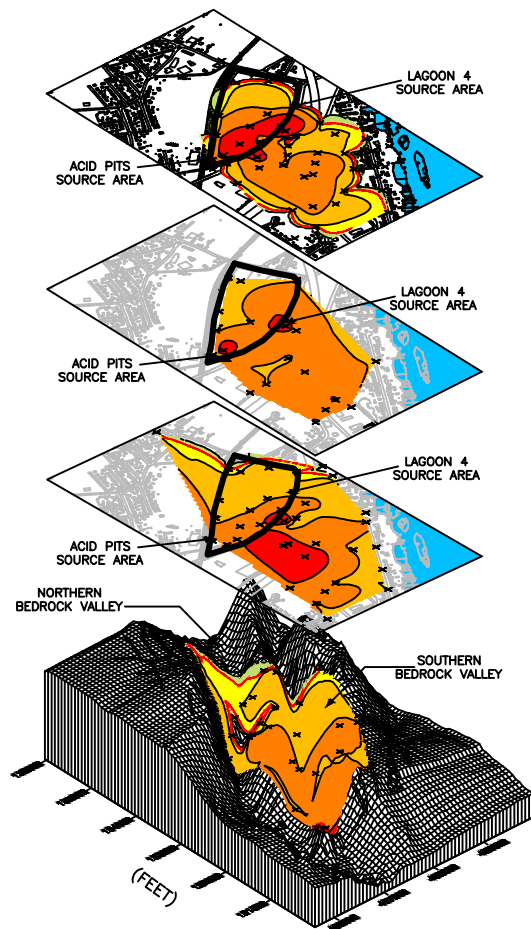 LAGOON 4
SOURCE AREA
ACID PITS
SOURCE AREA
LAGOON 4
SOURCE AREA
ACID PITS
SOURCE AREA
LAGOON 4
SOURCE AREA
ACID PITS
SOURCE AREA
NORTHERN
BEDROCK VALLEY
SOUTHERN
BEDROCK VALLEY
(FEET)